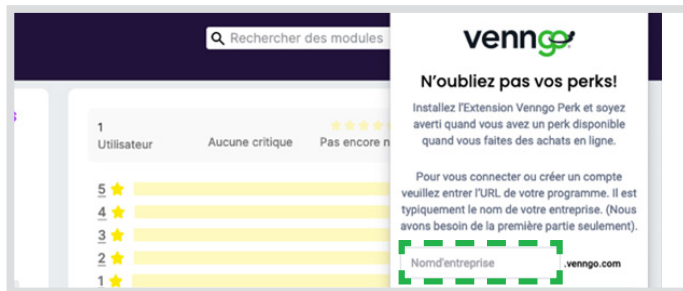 Rechercher des modules
venngo
N'oubliez pas vos perks!
Installez l'Extension Venngo Perk et soyez
averti quand vous avez un perk disponible
quand vous faites des achats en ligne.
Pour vous connecter ou créer un compte
veuillez entrer l'URL de votre programme. Il est
typiquement le nom de votre entreprise. (Nous
avons besoin de la première partie seulement).
Nomd'entreprise .venngo.com
1
Utilisateur
Aucune critique
Pas encore
5
4
3
2
1